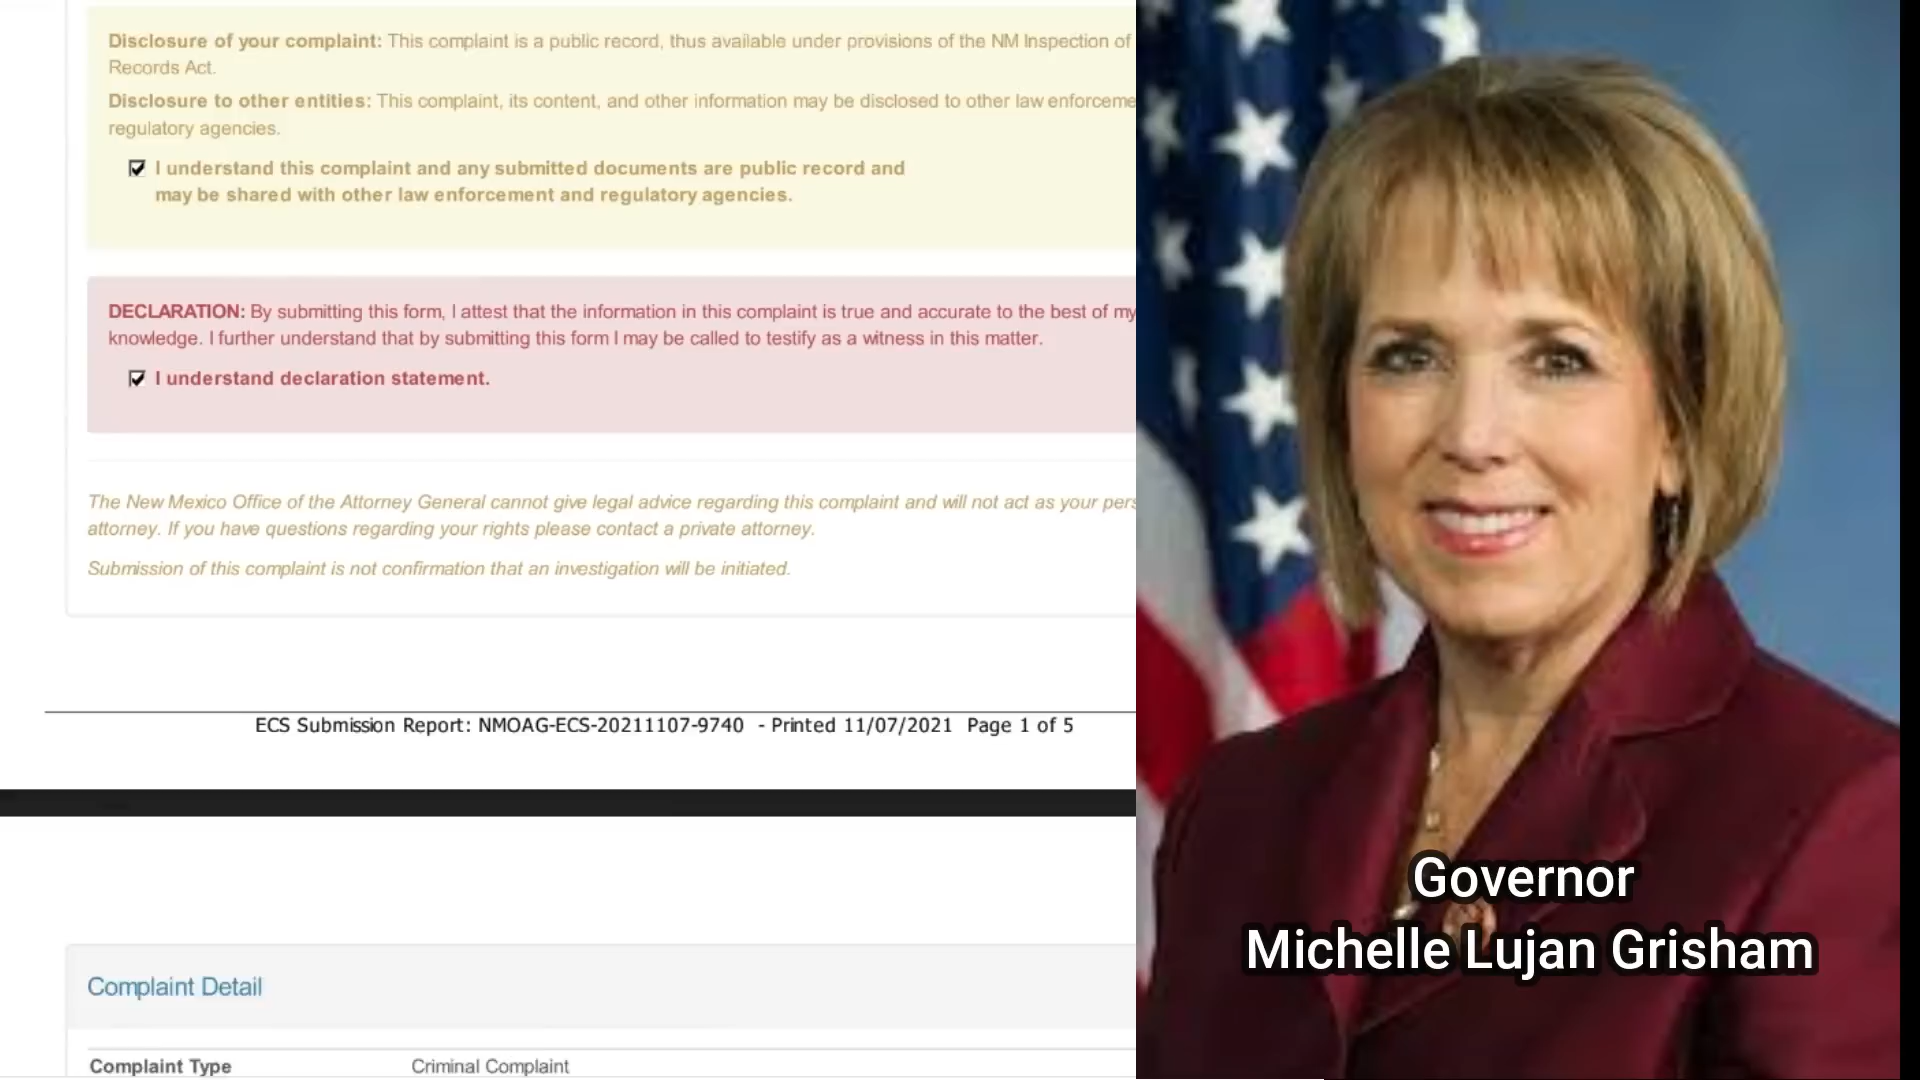 Disclosure of your complaint: This complaint is a public record, thus available under provisions of the NM Inspection of
Records Act.
Disclosure to other entities: This complaint, its content, and other information may be disclosed to other law enforceme
regulatory agencies.
I understand this complaint and any submitted documents are public record and
may be shared with other law enforcement and regulatory agencies.
DECLARATION: By submitting this form, I attest that the information in this complaint is true and accurate to the best of my
knowledge. I further understand that by submitting this form I may be called to testify as a witness in this matter.
I understand declaration statement.
The New Mexico Office of the Attorney General cannot give legal advice regarding this complaint and will not act as your pers
attorney. If you have questions regarding your rights please contact a private attorney.
Submission of this complaint is not confirmation that an investigation will be initiated.
ECS Submission Report: NMOAG-ECS-20211107-9740 - Printed 11/07/2021 Page 1 of 5
Complaint Detail
Complaint Type Criminal Complaint
Governor
Michelle Lujan Grisham